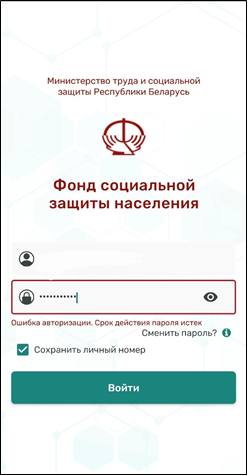 Министерство труда и социальной
защиты Республики Беларусь
Фонд социальной
защиты населения
•••••••••••
Ошибка авторизации. Срок действия пароля истек
Сменить пароль?
Сохранить личный номер
Войти